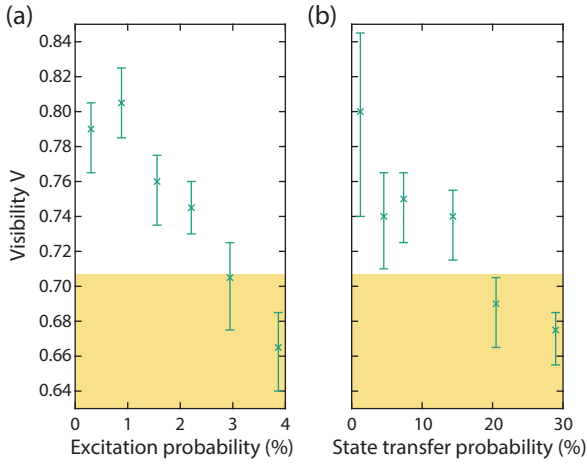 (a)
(b)
Visibility V
0.84
0.82
0.80
0.78
0.76
0.74
0.72
0.70
0.68
0.66
0.64
0 1 2 3 4
0 10 20 30
Excitation probability (%)
State transfer probability (%)